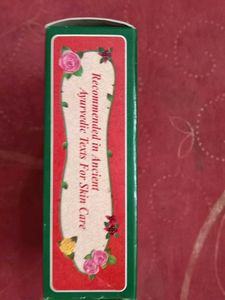 Recommended in Ancient
Ayurvedic Texts For Skin Care